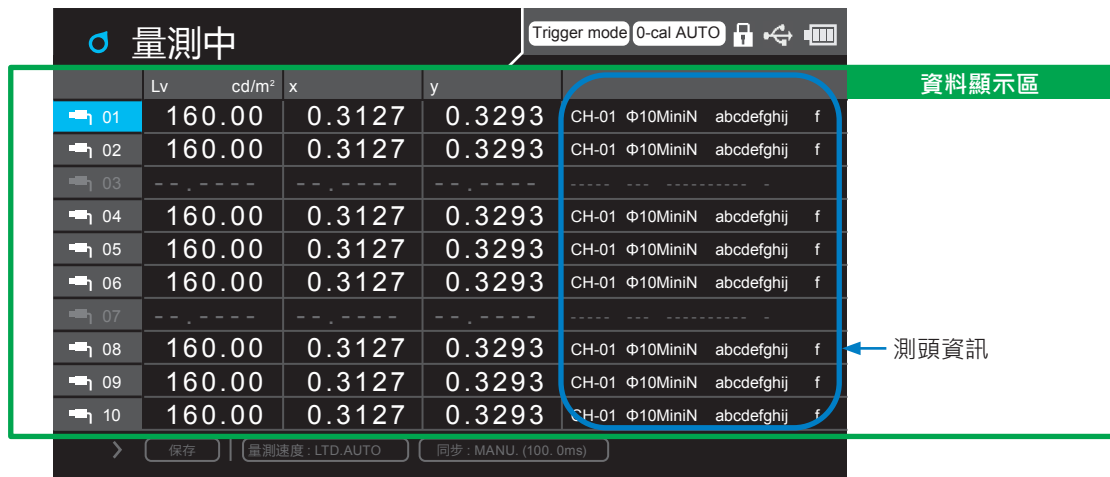 量測中 Trigger mode 0-cal AUTO
資料顯示區
Lv cd/m² x y
01 160.00 0.3127 0.3293 CH-01 Φ10MiniN abcdefghij f
02 160.00 0.3127 0.3293 CH-01 Φ10MiniN abcdefghij f
03 --.---- --.---- --.---- ----- --- ---------- -
04 160.00 0.3127 0.3293 CH-01 Φ10MiniN abcdefghij f
05 160.00 0.3127 0.3293 CH-01 Φ10MiniN abcdefghij f
06 160.00 0.3127 0.3293 CH-01 Φ10MiniN abcdefghij f
07 --.---- --.---- --.---- ----- --- ---------- -
08 160.00 0.3127 0.3293 CH-01 Φ10MiniN abcdefghij f
測頭資訊
09 160.00 0.3127 0.3293 CH-01 Φ10MiniN abcdefghij f
10 160.00 0.3127 0.3293 CH-01 Φ10MiniN abcdefghij f
保存 量測速度 : LTD.AUTO 同步 : MANU. (100. 0ms)